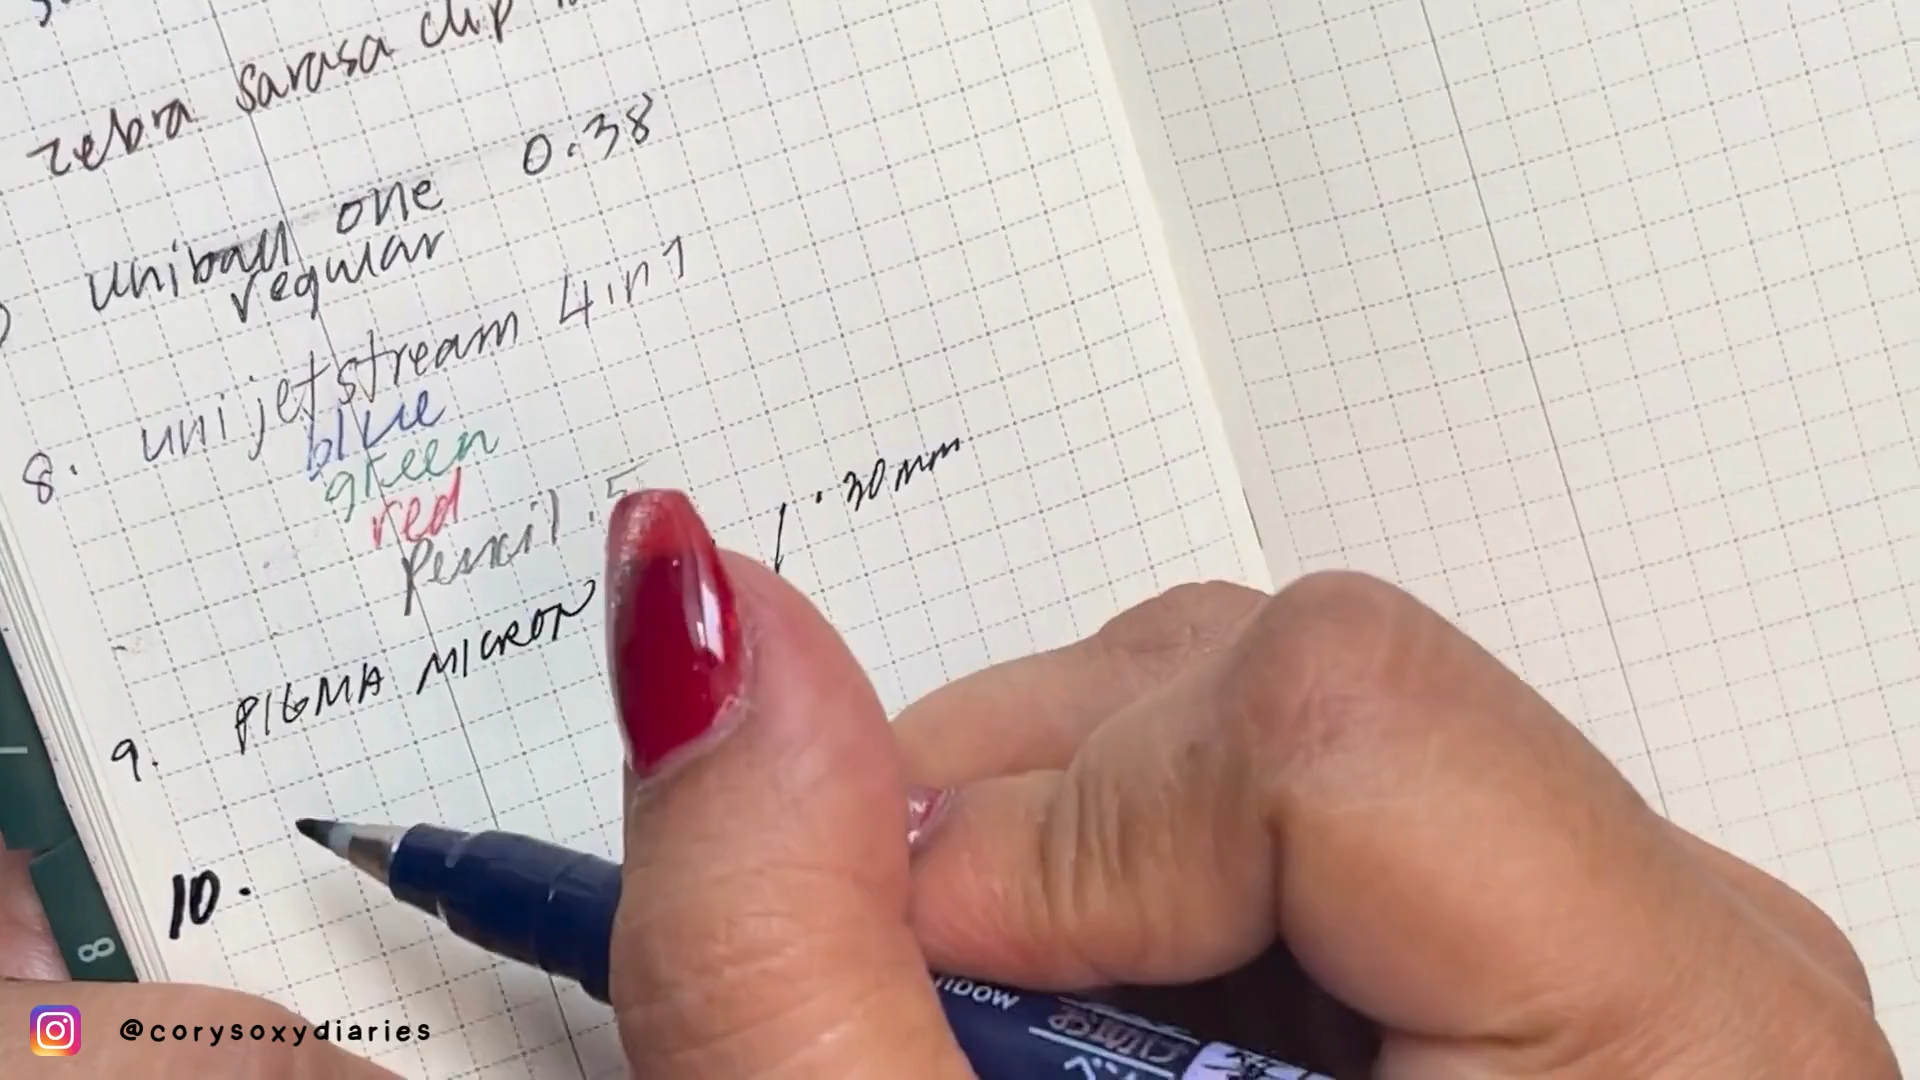 zebra sarasa clip
uniball one 0.38
regular
8. uni jetstream 4in1
blue
green
red
Pencil .5
9. PIGMA MICRON / .30mm
10.
8
@corysoxydiaries